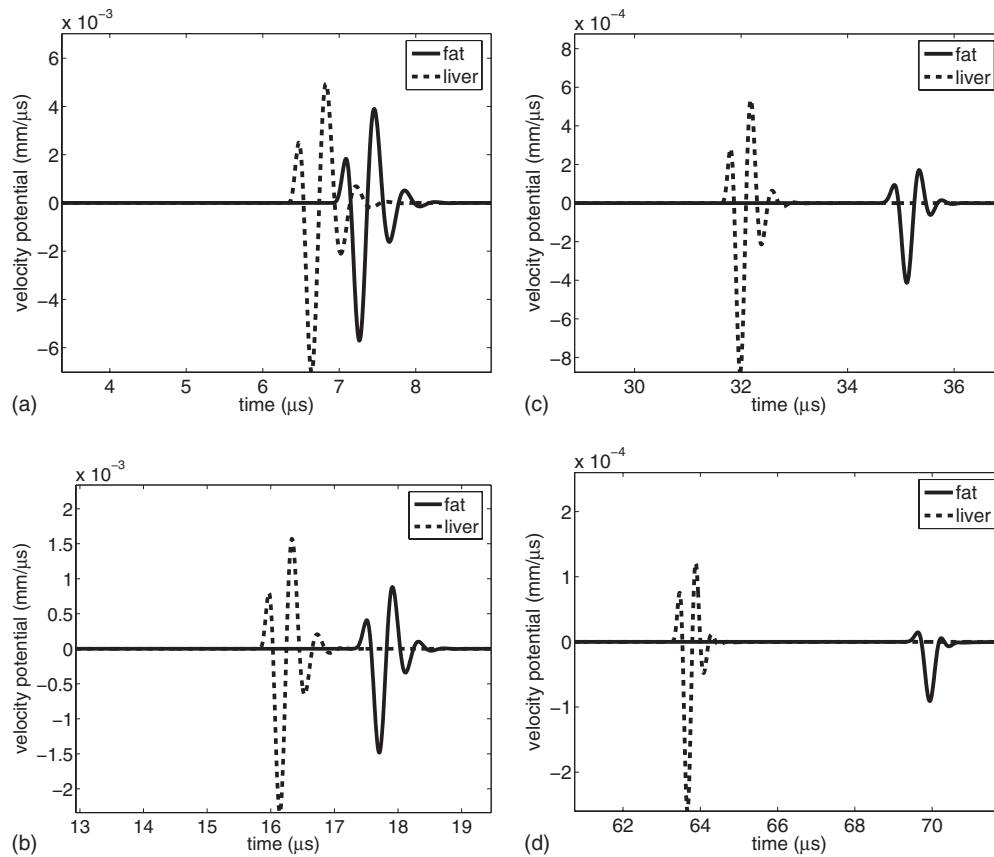 x 10⁻³
6
4
2
0
−2
−4
−6
velocity potential (mm/μs)
fat
liver
4 5 6 7 8
time (μs)
(a)
x 10⁻⁴
8
6
4
2
0
−2
−4
−6
−8
velocity potential (mm/μs)
fat
liver
30 32 34 36
time (μs)
(c)
x 10⁻³
2
1.5
1
0.5
0
−0.5
−1
−1.5
−2
velocity potential (mm/μs)
fat
liver
13 14 15 16 17 18 19
time (μs)
(b)
x 10⁻⁴
2
1
0
−1
−2
velocity potential (mm/μs)
fat
liver
62 64 66 68 70
time (μs)
(d)